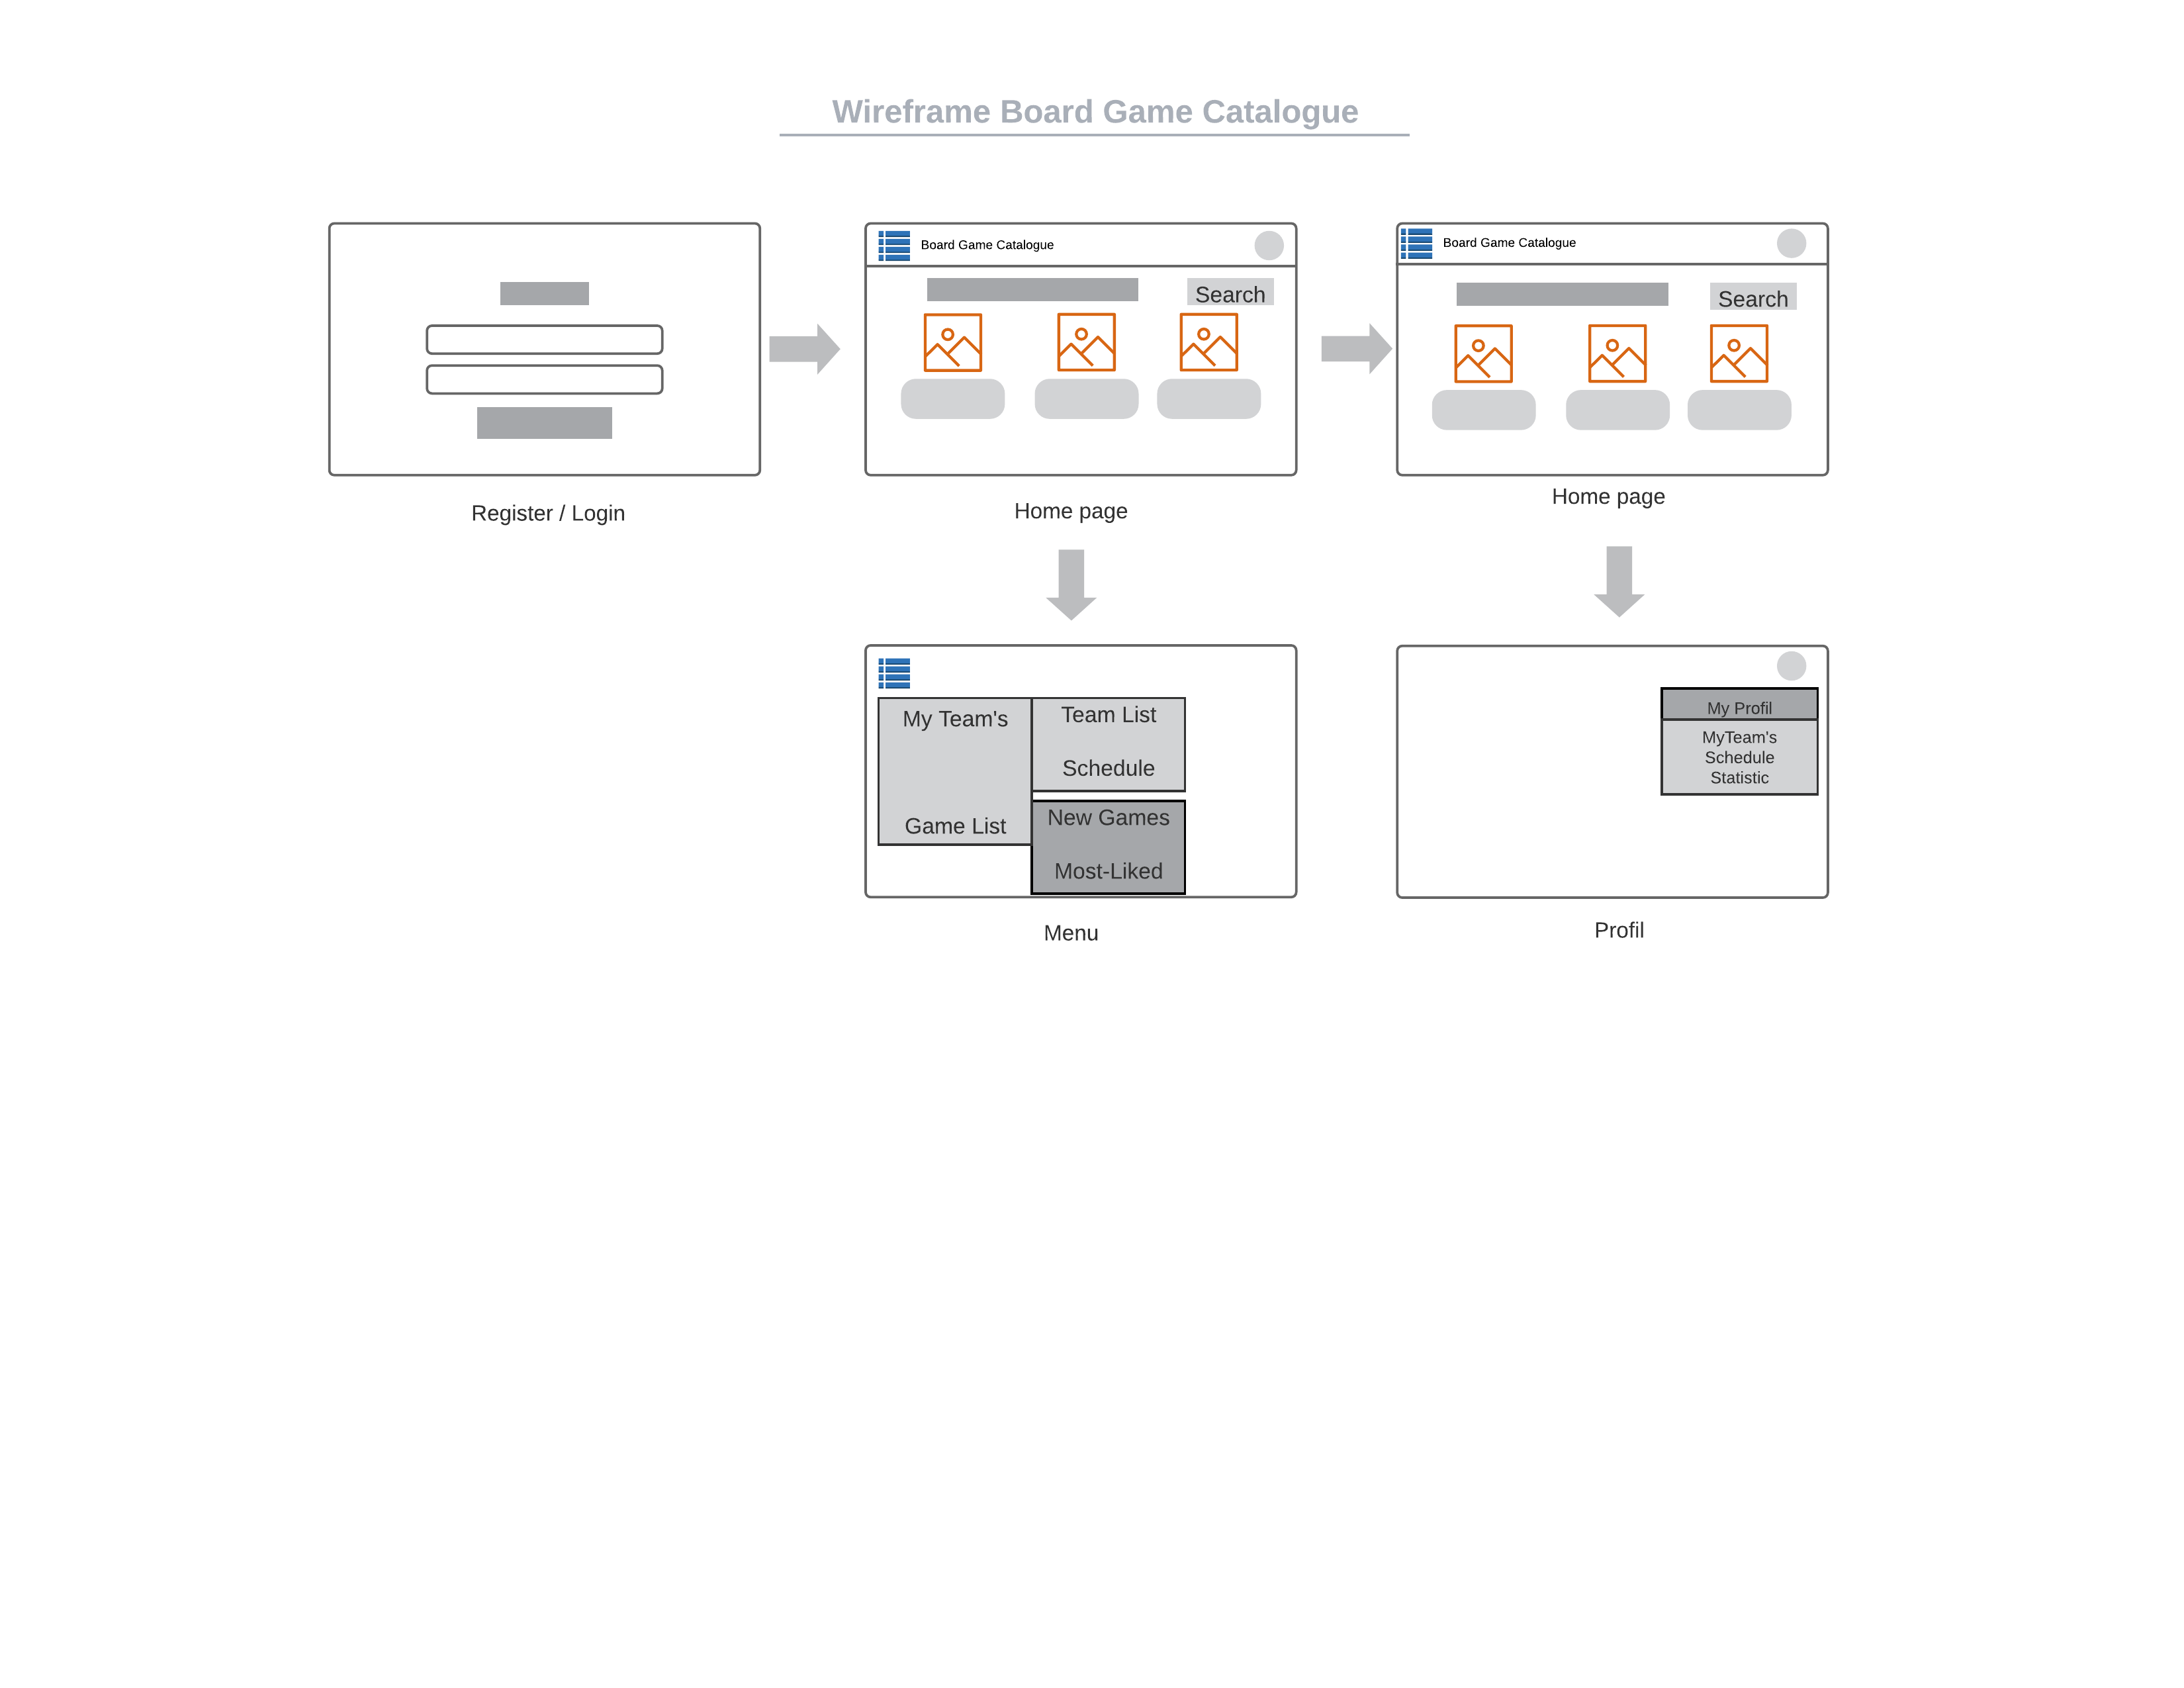 Wireframe Board Game Catalogue
Board Game Catalogue
Search
Board Game Catalogue
Search
Register / Login
Home page
Home page
My Team's
Game List
Team List
Schedule
New Games
Most-Liked
My Profil
MyTeam's
Schedule
Statistic
Menu
Profil